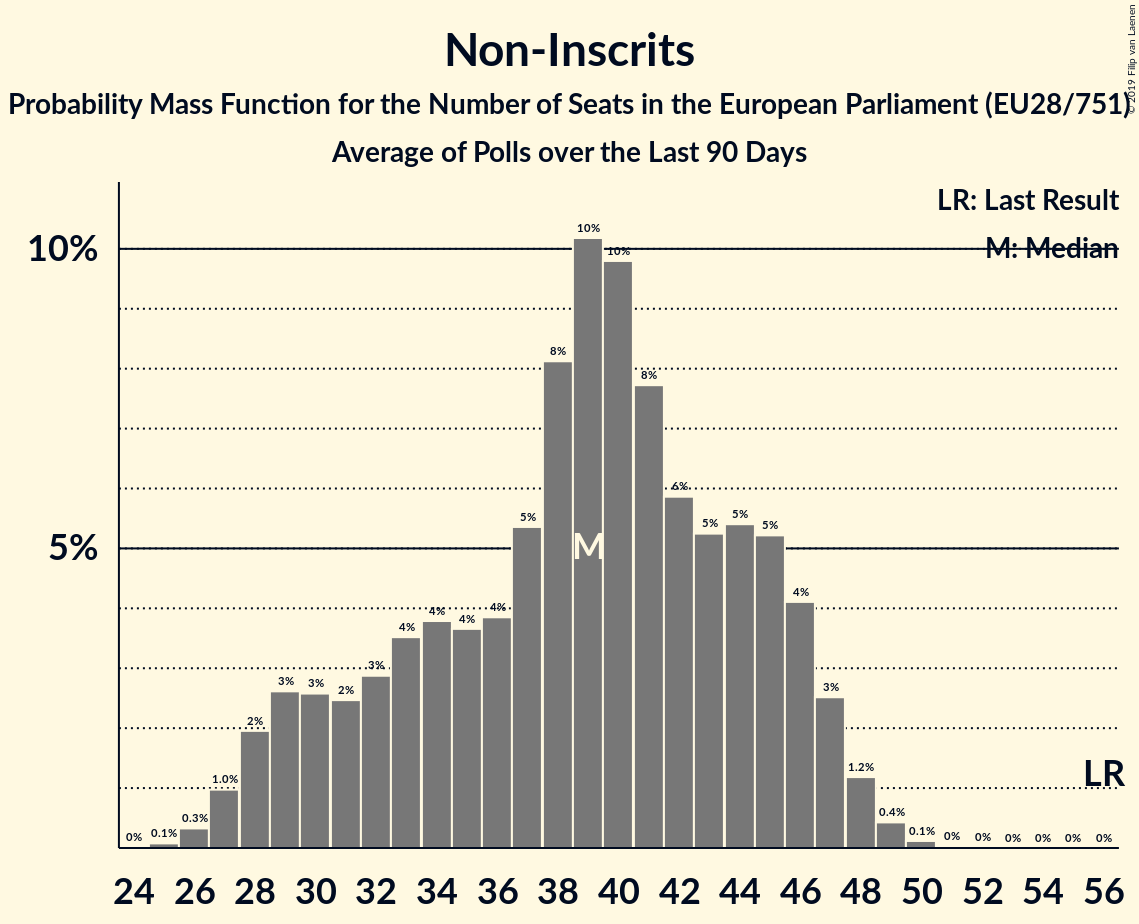 © 2019 Filip van Laenen
Non-Inscrits
Probability Mass Function for the Number of Seats in the European Parliament (EU28/751)
Average of Polls over the Last 90 Days
LR: Last Result
M: Median
10%
5%
0% 0.1% 0.3% 1.0% 2% 3% 3% 2% 3% 4% 4% 4% 4% 5% 8% 10% 10% 8% 6% 5% 5% 5% 4% 3% 1.2% 0.4% 0.1% 0% 0% 0% 0% 0% 0%
M
LR
24 26 28 30 32 34 36 38 40 42 44 46 48 50 52 54 56